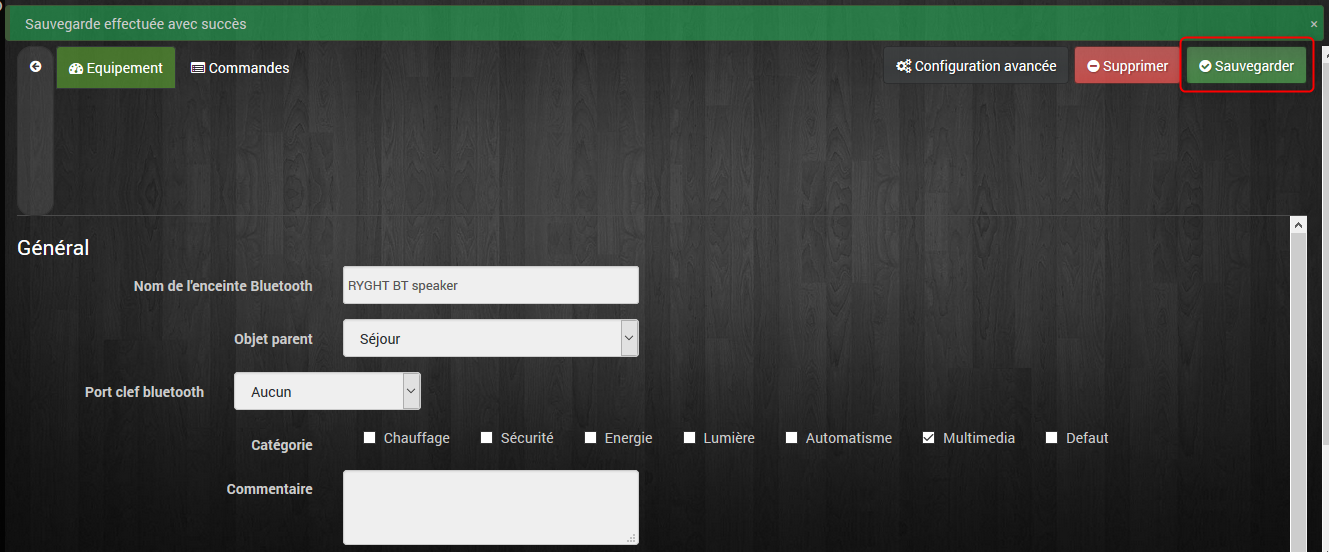 Sauvegarde effectuée avec succès ×
Equipement Commandes Configuration avancée Supprimer Sauvegarder
Général
Nom de l'enceinte Bluetooth RYGHT BT speaker
Objet parent Séjour
Port clef bluetooth Aucun
Catégorie Chauffage Sécurité Energie Lumière Automatisme Multimedia Defaut
Commentaire